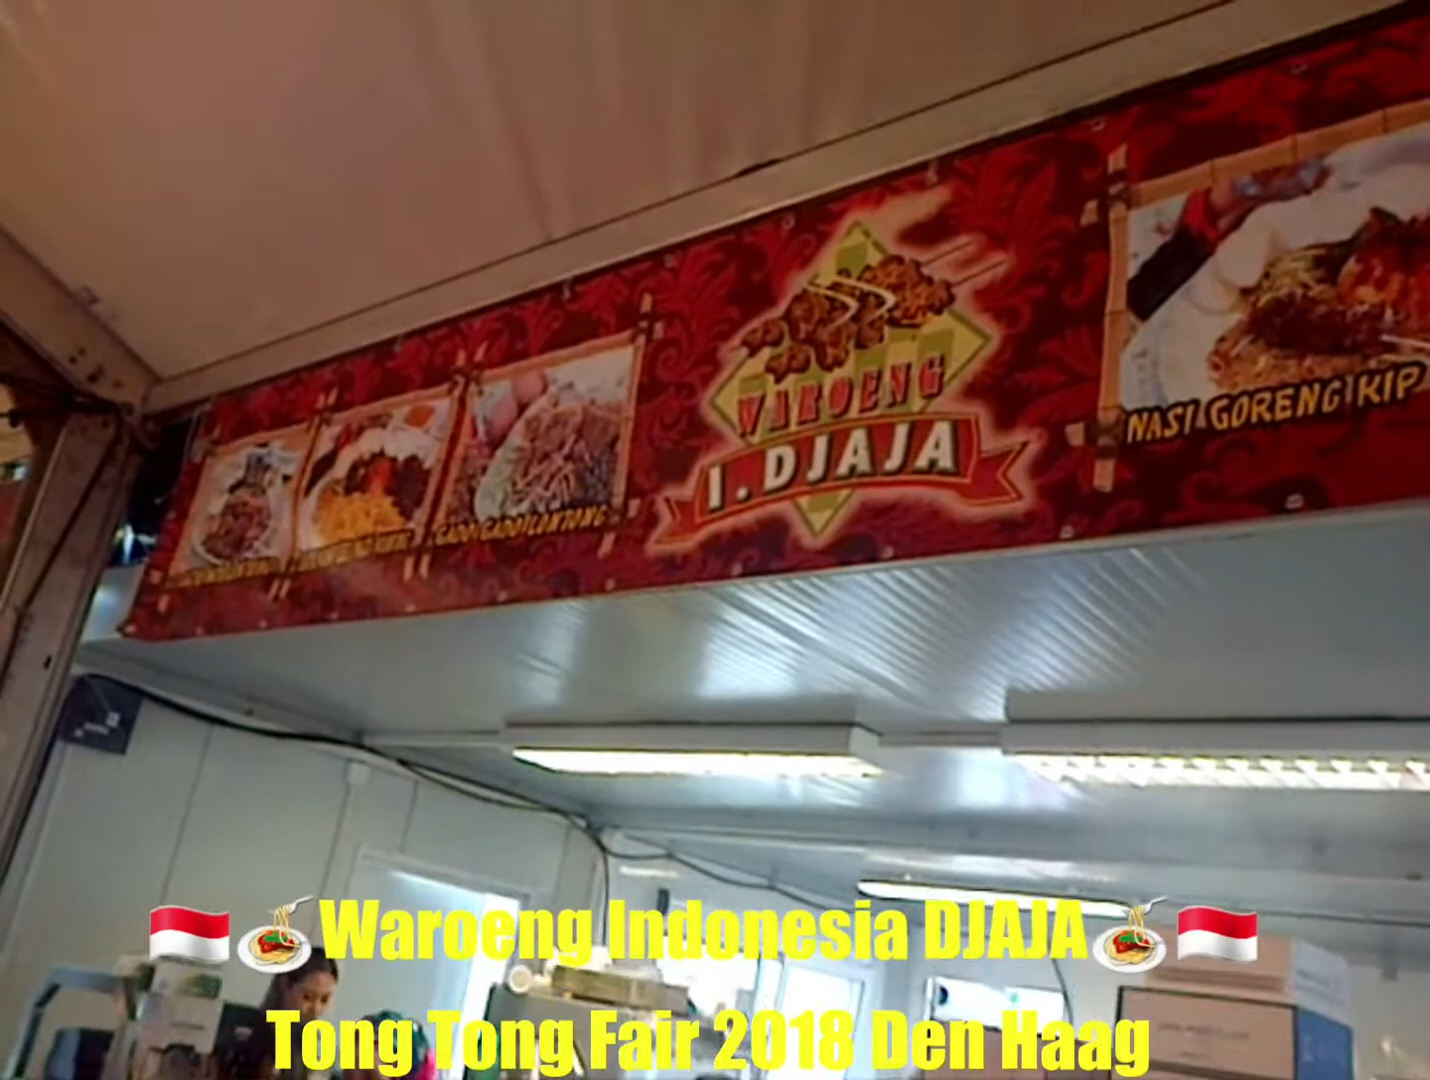 WAROENG
I.DJAJA
NASI GORENG KIP
GADO GADO LONTONG
Waroeng Indonesia DJAJA
Tong Tong Fair 2018 Den Haag